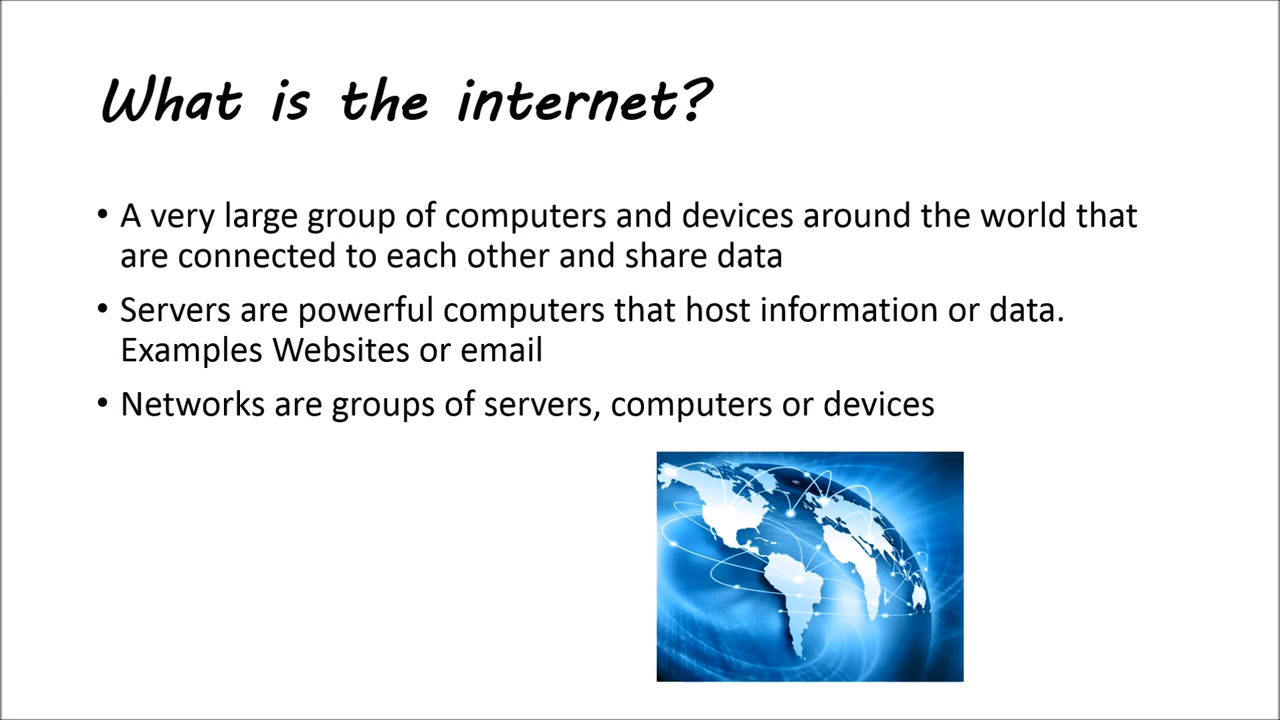 What is the internet?
• A very large group of computers and devices around the world that
are connected to each other and share data
• Servers are powerful computers that host information or data.
Examples Websites or email
• Networks are groups of servers, computers or devices